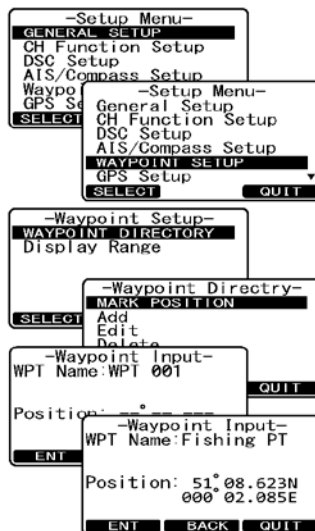 -Setup Menu-
GENERAL SETUP
CH Function Setup
DSC Setup
AIS/Compass Setup
GPS
SELECT
-Setup Menu-
General Setup
CH Function Setup
DSC Setup
AIS/Compass Setup
WAYPOINT SETUP
GPS Setup
SELECT QUIT
-Waypoint Setup-
WAYPOINT DIRECTORY
Display Range
SELECT
-Waypoint Directry-
MARK POSITION
Add
Edit
Delete
QUIT
-Waypoint Input-
WPT Name:WPT 001
Position: --°-- ---
ENT
-Waypoint Input-
WPT Name:Fishing PT
Position: 51°08.623N
000°02.085E
ENT BACK QUIT